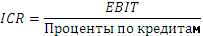 ICR = EBIT
Проценты по кредитам